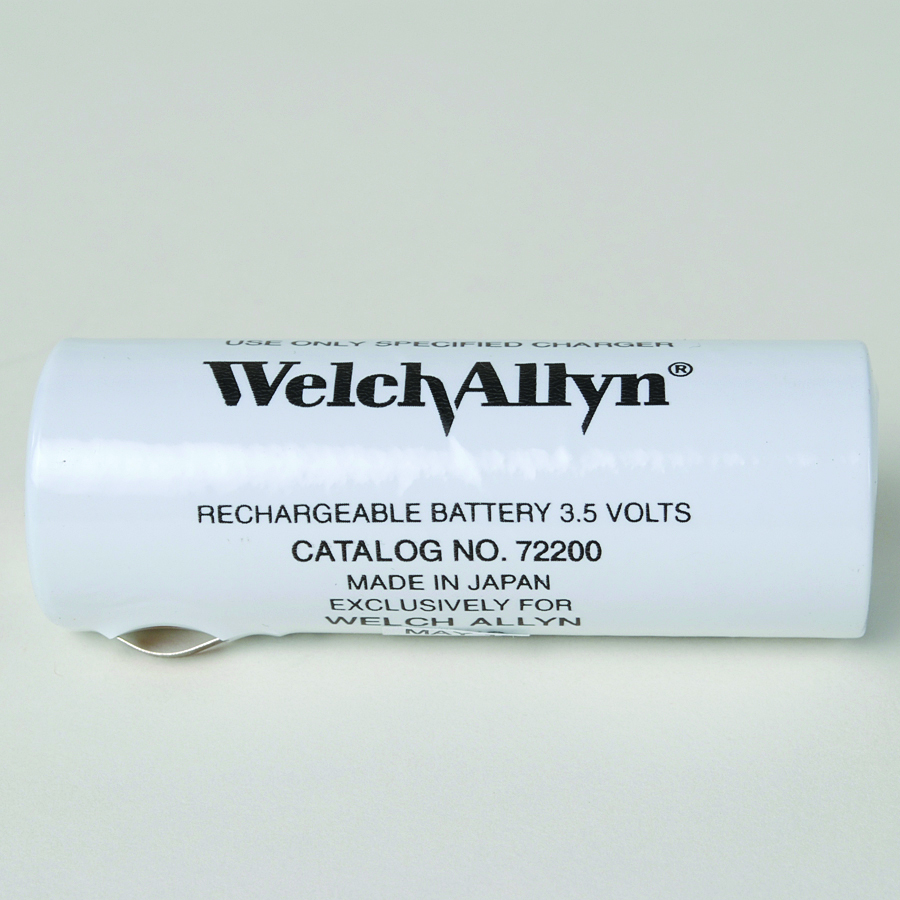 USE ONLY SPECIFIED CHARGER
WelchAllyn®
RECHARGEABLE BATTERY 3.5 VOLTS
CATALOG NO. 72200
MADE IN JAPAN
EXCLUSIVELY FOR
WELCH ALLYN
MAY